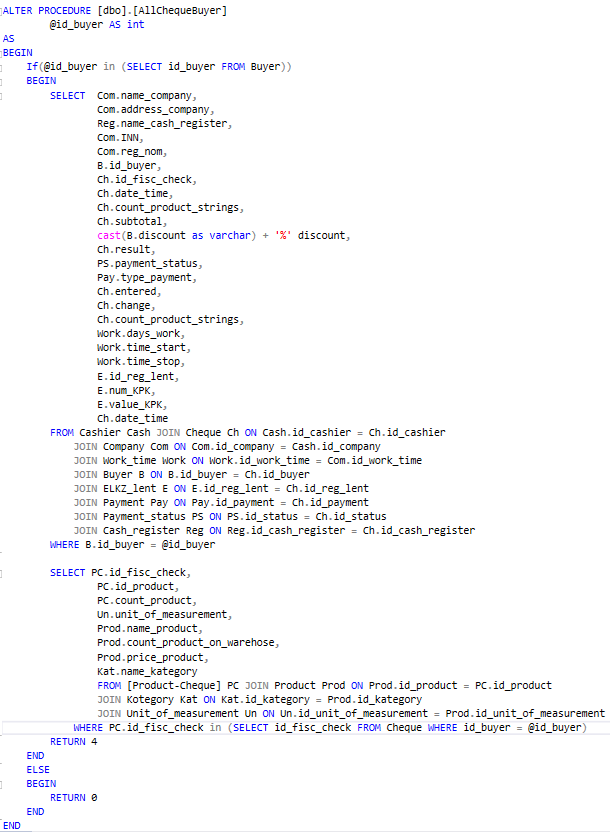 ALTER PROCEDURE [dbo].[AllChequeBuyer]
@id_buyer AS int
AS
BEGIN
If(@id_buyer in (SELECT id_buyer FROM Buyer))
BEGIN
SELECT Com.name_company,
Com.address_company,
Reg.name_cash_register,
Com.INN,
Com.reg_nom,
B.id_buyer,
Ch.id_fisc_check,
Ch.date_time,
Ch.count_product_strings,
Ch.subtotal,
cast(B.discount as varchar) + '%' discount,
Ch.result,
PS.payment_status,
Pay.type_payment,
Ch.entered,
Ch.change,
Ch.count_product_strings,
Work.days_work,
Work.time_start,
Work.time_stop,
E.id_reg_lent,
E.num_KPK,
E.value_KPK,
Ch.date_time
FROM Cashier Cash JOIN Cheque Ch ON Cash.id_cashier = Ch.id_cashier
JOIN Company Com ON Com.id_company = Cash.id_company
JOIN Work_time Work ON Work.id_work_time = Com.id_work_time
JOIN Buyer B ON B.id_buyer = Ch.id_buyer
JOIN ELKZ_lent E ON E.id_reg_lent = Ch.id_reg_lent
JOIN Payment Pay ON Pay.id_payment = Ch.id_payment
JOIN Payment_status PS ON PS.id_status = Ch.id_status
JOIN Cash_register Reg ON Reg.id_cash_register = Ch.id_cash_register
WHERE B.id_buyer = @id_buyer
SELECT PC.id_fisc_check,
PC.id_product,
PC.count_product,
Un.unit_of_measurement,
Prod.name_product,
Prod.count_product_on_warehose,
Prod.price_product,
Kat.name_kategory
FROM [Product-Cheque] PC JOIN Product Prod ON Prod.id_product = PC.id_product
JOIN Kotegory Kat ON Kat.id_kategory = Prod.id_kategory
JOIN Unit_of_measurement Un ON Un.id_unit_of_measurement = Prod.id_unit_of_measurement
WHERE PC.id_fisc_check in (SELECT id_fisc_check FROM Cheque WHERE id_buyer = @id_buyer)
RETURN 4
END
ELSE
BEGIN
RETURN 0
END
END